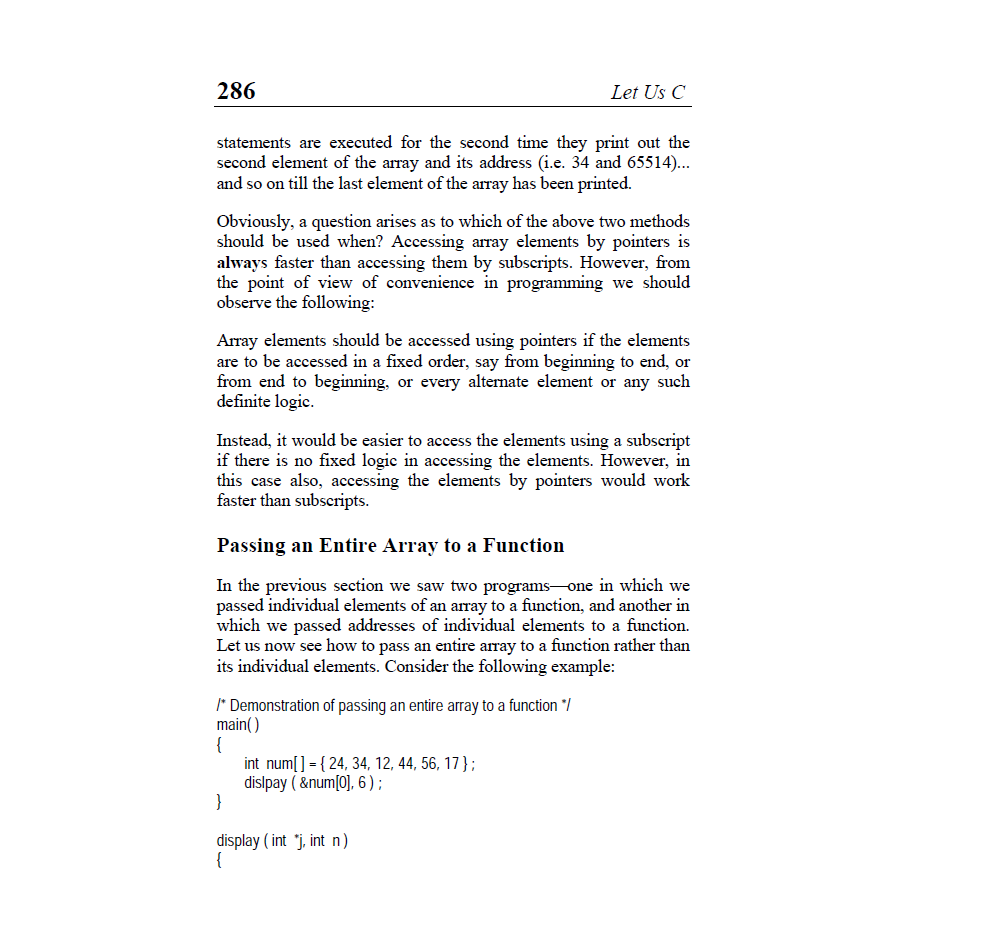 286 Let Us C
statements are executed for the second time they print out the
second element of the array and its address (i.e. 34 and 65514)...
and so on till the last element of the array has been printed.
Obviously, a question arises as to which of the above two methods
should be used when? Accessing array elements by pointers is
always faster than accessing them by subscripts. However, from
the point of view of convenience in programming we should
observe the following:
Array elements should be accessed using pointers if the elements
are to be accessed in a fixed order, say from beginning to end, or
from end to beginning, or every alternate element or any such
definite logic.
Instead, it would be easier to access the elements using a subscript
if there is no fixed logic in accessing the elements. However, in
this case also, accessing the elements by pointers would work
faster than subscripts.
Passing an Entire Array to a Function
In the previous section we saw two programs—one in which we
passed individual elements of an array to a function, and another in
which we passed addresses of individual elements to a function.
Let us now see how to pass an entire array to a function rather than
its individual elements. Consider the following example:
/* Demonstration of passing an entire array to a function */
main( )
{
int num[ ] = { 24, 34, 12, 44, 56, 17 } ;
dislpay ( &num[0], 6 ) ;
}
display ( int *j, int n )
{